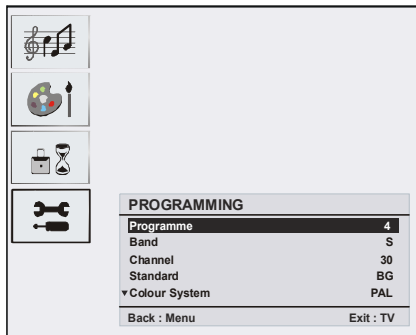 PROGRAMMING
Programme 4
Band S
Channel 30
Standard BG
Colour System PAL
Back : Menu Exit : TV